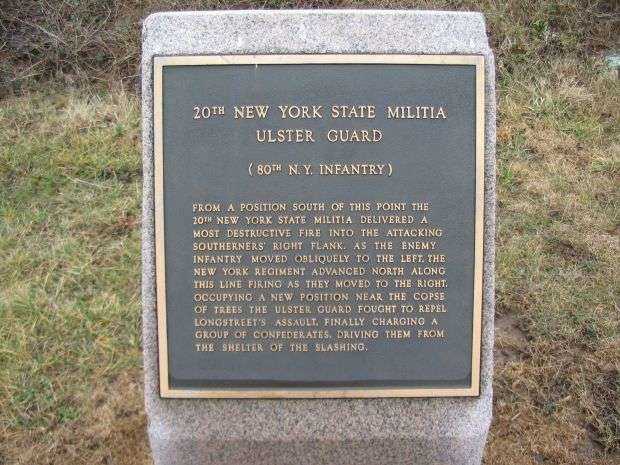 20TH NEW YORK STATE MILITIA
ULSTER GUARD
(80TH N.Y. INFANTRY)
FROM A POSITION SOUTH OF THIS POINT THE
20TH NEW YORK STATE MILITIA DELIVERED A
MOST DESTRUCTIVE FIRE INTO THE ATTACKING
SOUTHERNERS' RIGHT FLANK. AS THE ENEMY
INFANTRY MOVED OBLIQUELY TO THE LEFT, THE
NEW YORK REGIMENT ADVANCED NORTH ALONG
THIS LINE FIRING AS THEY MOVED TO THE RIGHT.
OCCUPYING A NEW POSITION NEAR THE COPSE
OF TREES THE ULSTER GUARD FOUGHT TO REPEL
LONGSTREET'S ASSAULT, FINALLY CHARGING A
GROUP OF CONFEDERATES, DRIVING THEM FROM
THE SHELTER OF THE SLASHING.